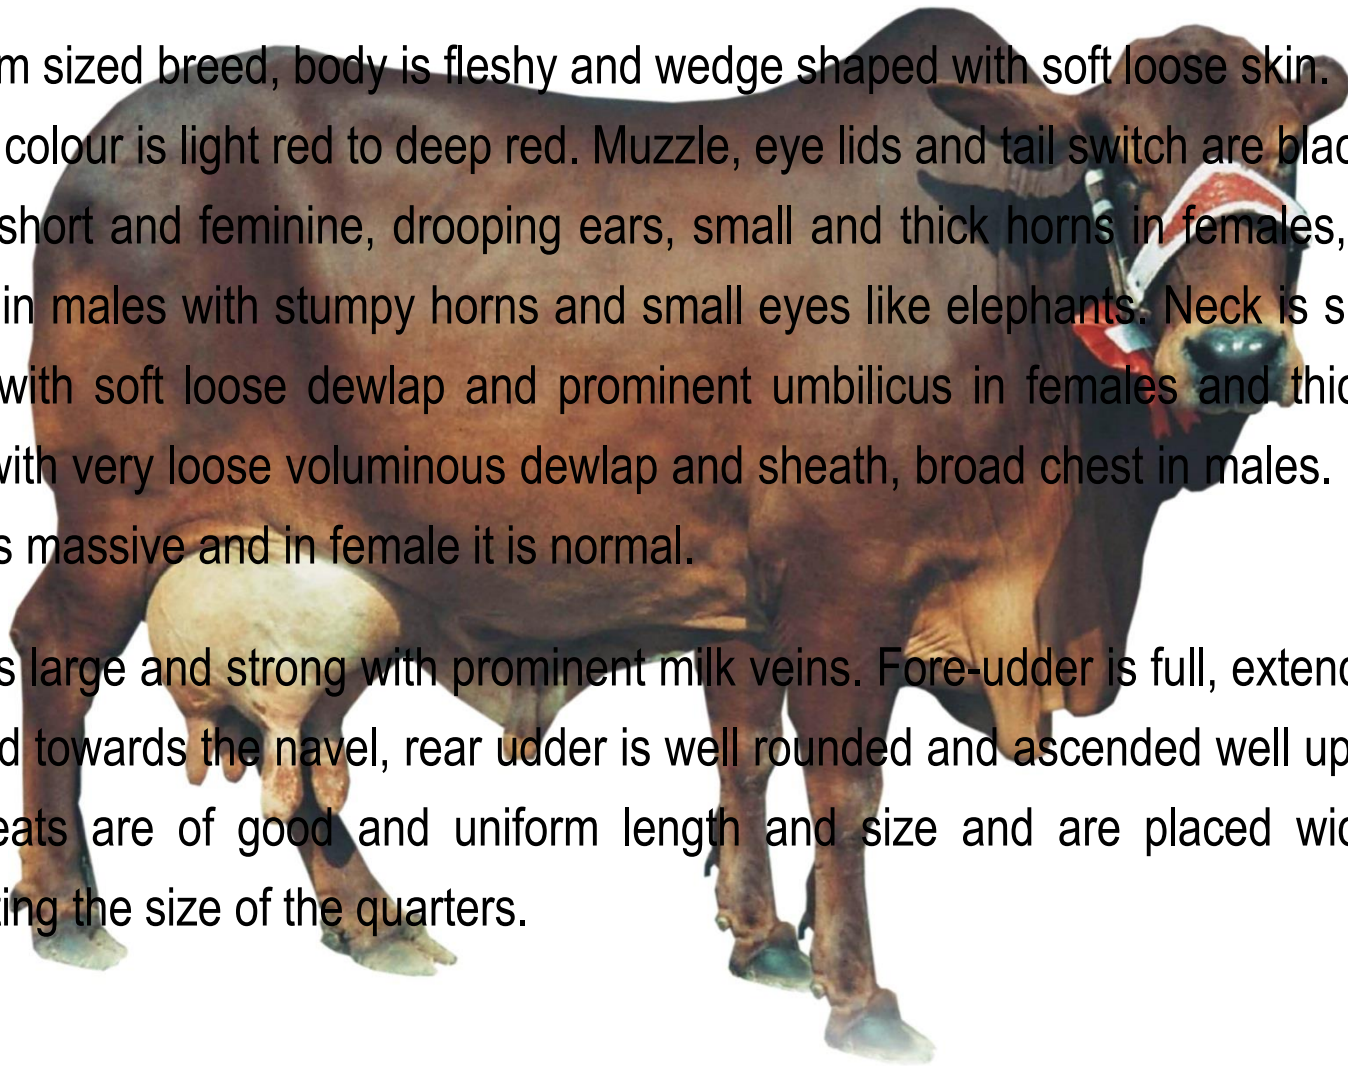 m sized breed, body is fleshy and wedge shaped with soft loose skin.
colour is light red to deep red. Muzzle, eye lids and tail switch are blac
short and feminine, drooping ears, small and thick horns in females,
in males with stumpy horns and small eyes like elephants. Neck is s
with soft loose dewlap and prominent umbilicus in females and thic
with very loose voluminous dewlap and sheath, broad chest in males.
s massive and in female it is normal.
s large and strong with prominent milk veins. Fore-udder is full, extend
d towards the navel, rear udder is well rounded and ascended well up
eats are of good and uniform length and size and are placed wid
ting the size of the quarters.